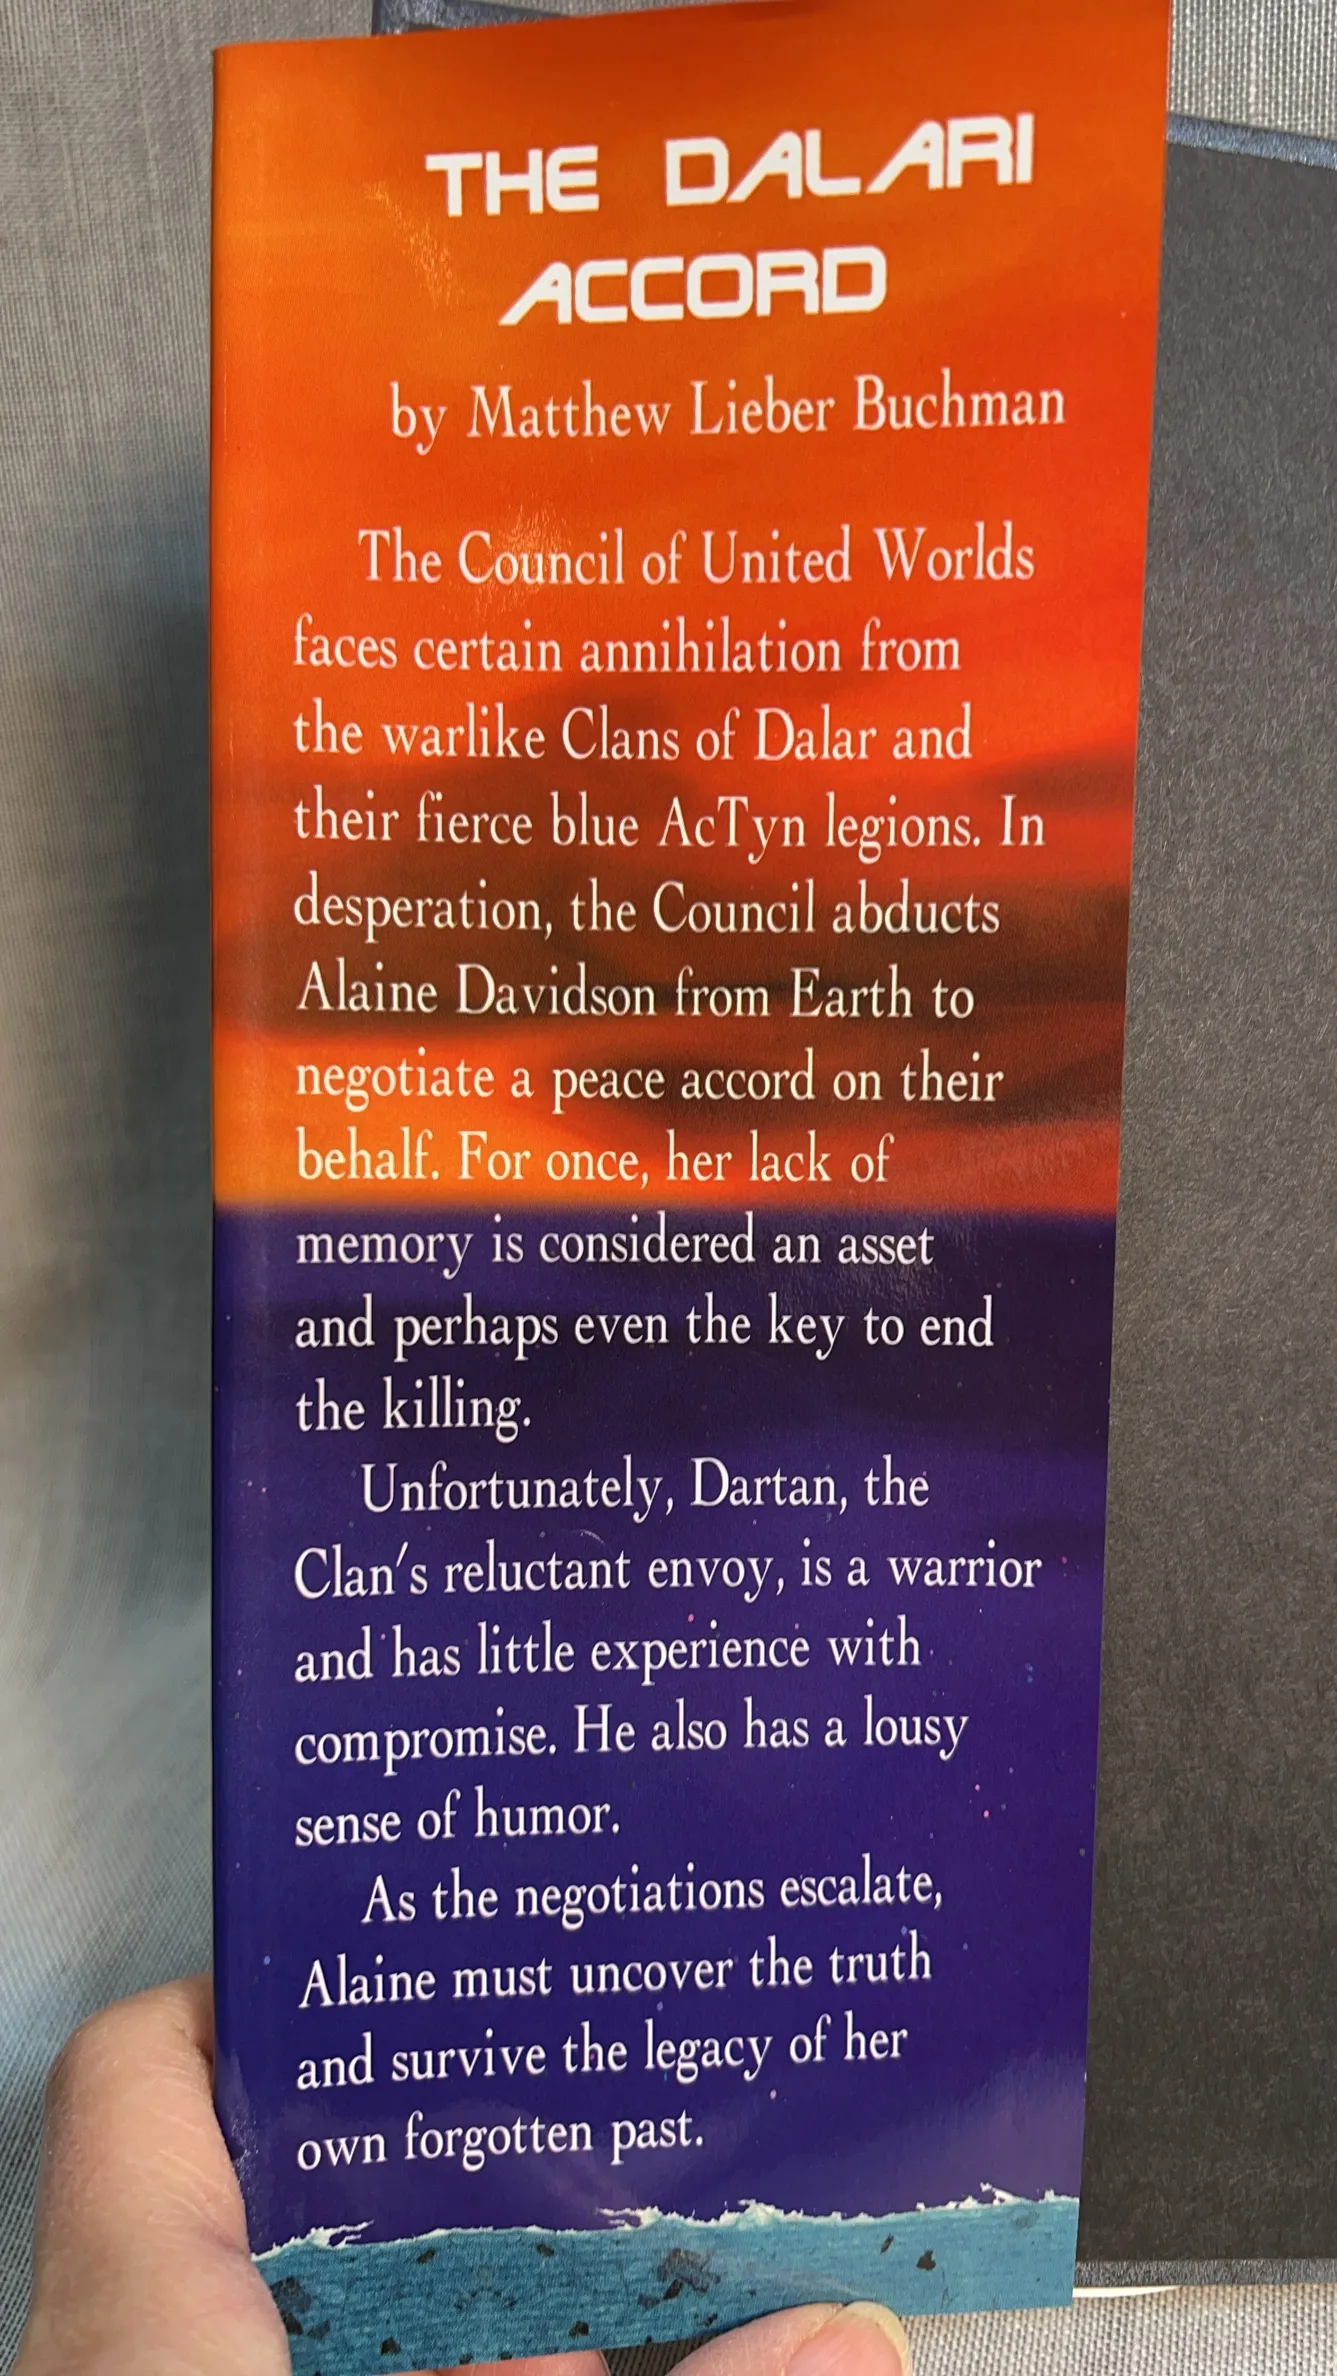 THE DALARI
ACCORD
by Matthew Lieber Buchman
The Council of United Worlds
faces certain annihilation from
the warlike Clans of Dalar and
their fierce blue AcTyn legions. In
desperation, the Council abducts
Alaine Davidson from Earth to
negotiate a peace accord on their
behalf. For once, her lack of
memory is considered an asset
and perhaps even the key to end
the killing.
Unfortunately, Dartan, the
Clan's reluctant envoy, is a warrior
and has little experience with
compromise. He also has a lousy
sense of humor.
As the negotiations escalate,
Alaine must uncover the truth
and survive the legacy of her
own forgotten past.